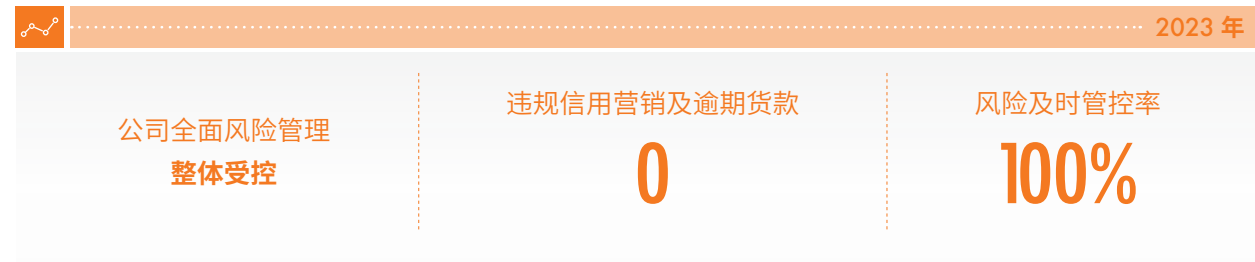 2023 年
公司全面风险管理
整体受控
违规信用营销及逾期货款
0
风险及时管控率
100%